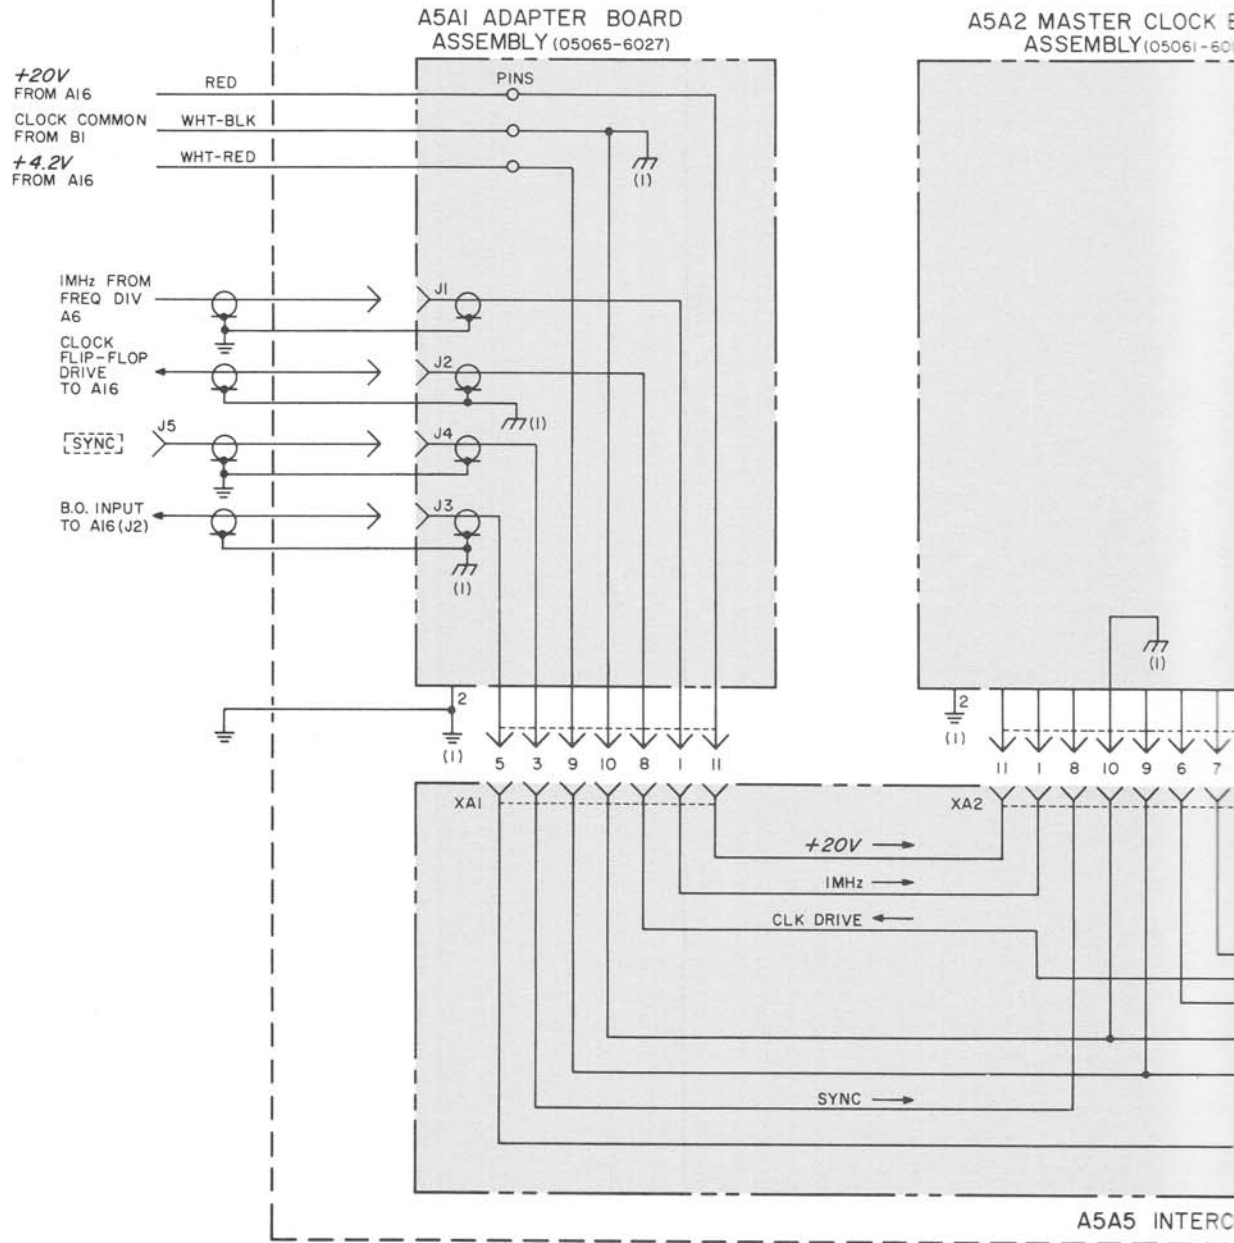 A5A1 ADAPTER BOARD
ASSEMBLY (05065-6027)
A5A2 MASTER CLOCK
ASSEMBLY (05061-60
+20V
FROM A16
RED
PINS
CLOCK COMMON
FROM B1
WHT-BLK
+4.2V
FROM A16
WHT-RED
(1)
1MHz FROM
FREQ DIV
A6
J1
CLOCK
FLIP-FLOP
DRIVE
TO A16
J2
(1)
SYNC
J5
J4
B.O. INPUT
TO A16 (J2)
J3
(1)
(1)
2
(1)
2
(1)
5 3 9 10 8 1 11
11 1 8 10 9 6 7
XA1
XA2
+20V
1MHz
CLK DRIVE
SYNC
A5A5 INTERC